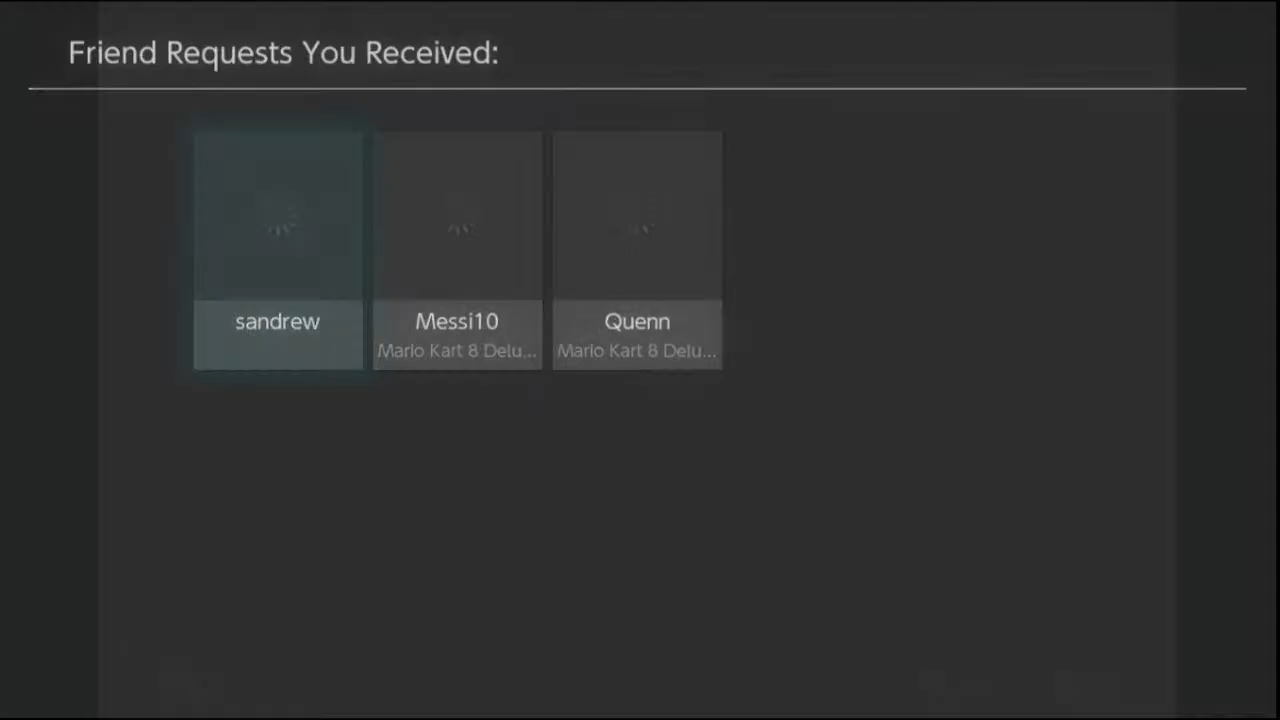 Friend Requests You Received:
sandrew
Messi10
Quenn
Mario Kart 8 Delu...
Mario Kart 8 Delu...